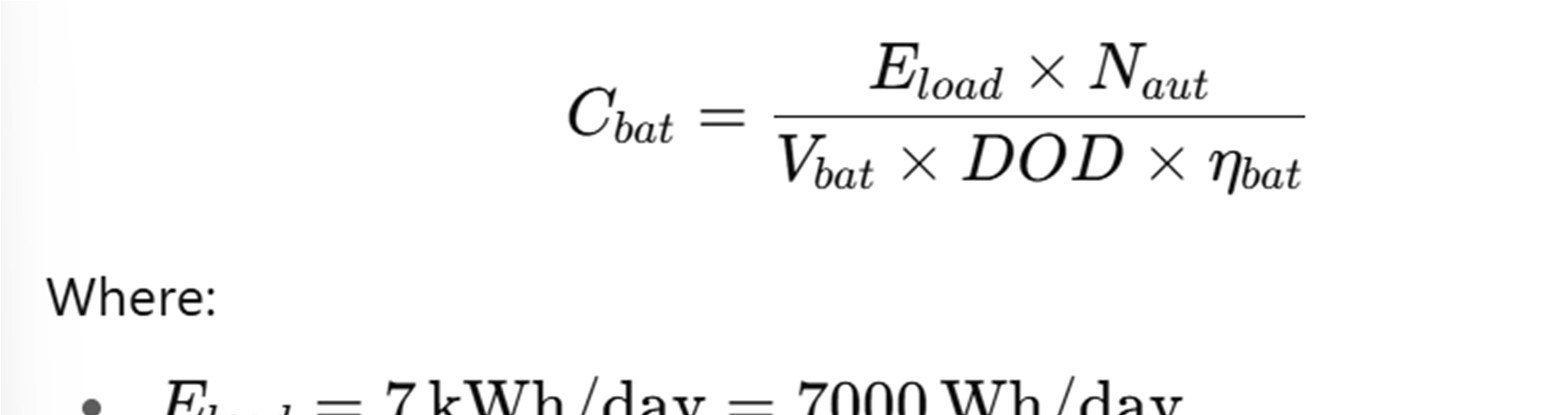 C_bat = (E_load × N_aut) / (V_bat × DOD × η_bat)
Where:
• E_load = 7 kWh/day = 7000 Wh/day